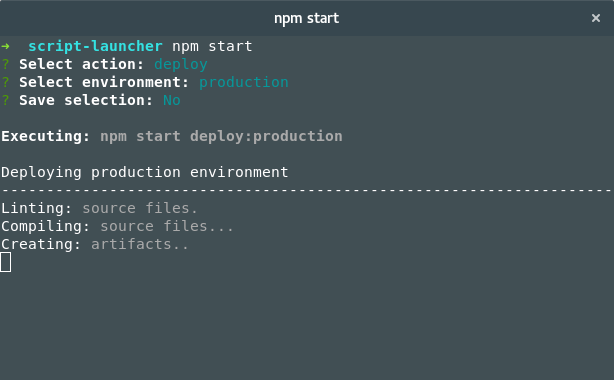 npm start ×
➜ script-launcher npm start
? Select action: deploy
? Select environment: production
? Save selection: No
Executing: npm start deploy:production
Deploying production environment
--------------------------------------------------------------------
Linting: source files.
Compiling: source files...
Creating: artifacts..